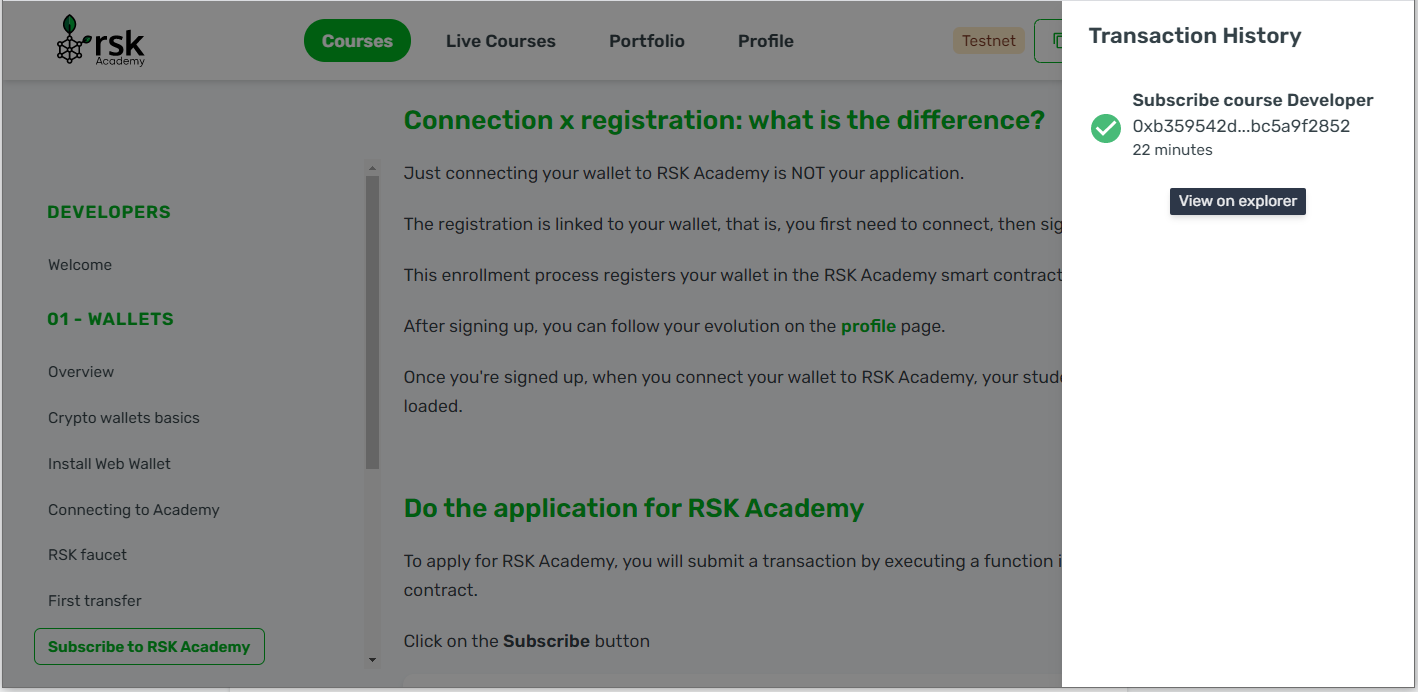 rsk
Academy
Courses
Live Courses
Portfolio
Profile
Testnet
DEVELOPERS
Welcome
01 - WALLETS
Overview
Crypto wallets basics
Install Web Wallet
Connecting to Academy
RSK faucet
First transfer
Subscribe to RSK Academy
Connection x registration: what is the difference?
Just connecting your wallet to RSK Academy is NOT your application.
The registration is linked to your wallet, that is, you first need to connect, then sig
This enrollment process registers your wallet in the RSK Academy smart contract
After signing up, you can follow your evolution on the profile page.
Once you're signed up, when you connect your wallet to RSK Academy, your stude
loaded.
Do the application for RSK Academy
To apply for RSK Academy, you will submit a transaction by executing a function i
contract.
Click on the Subscribe button
Transaction History
Subscribe course Developer
0xb359542d...bc5a9f2852
22 minutes
View on explorer